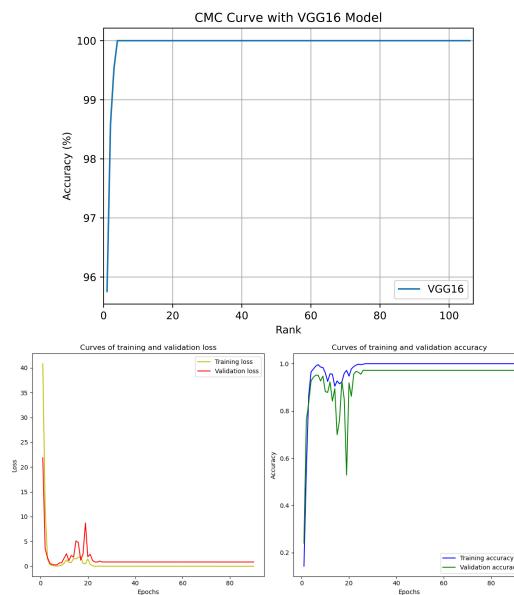 CMC Curve with VGG16 Model
100
99
98
97
96
Accuracy (%)
VGG16
0 20 40 60 80 100
Rank
Curves of training and validation loss
Training loss
Validation loss
40
35
30
25
20
15
10
5
0
Loss
0 20 40 60 80
Epochs
Curves of training and validation accuracy
1.0
0.8
0.6
0.4
0.2
Accuracy
Training accuracy
Validation accurac
0 20 40 60 80
Epochs